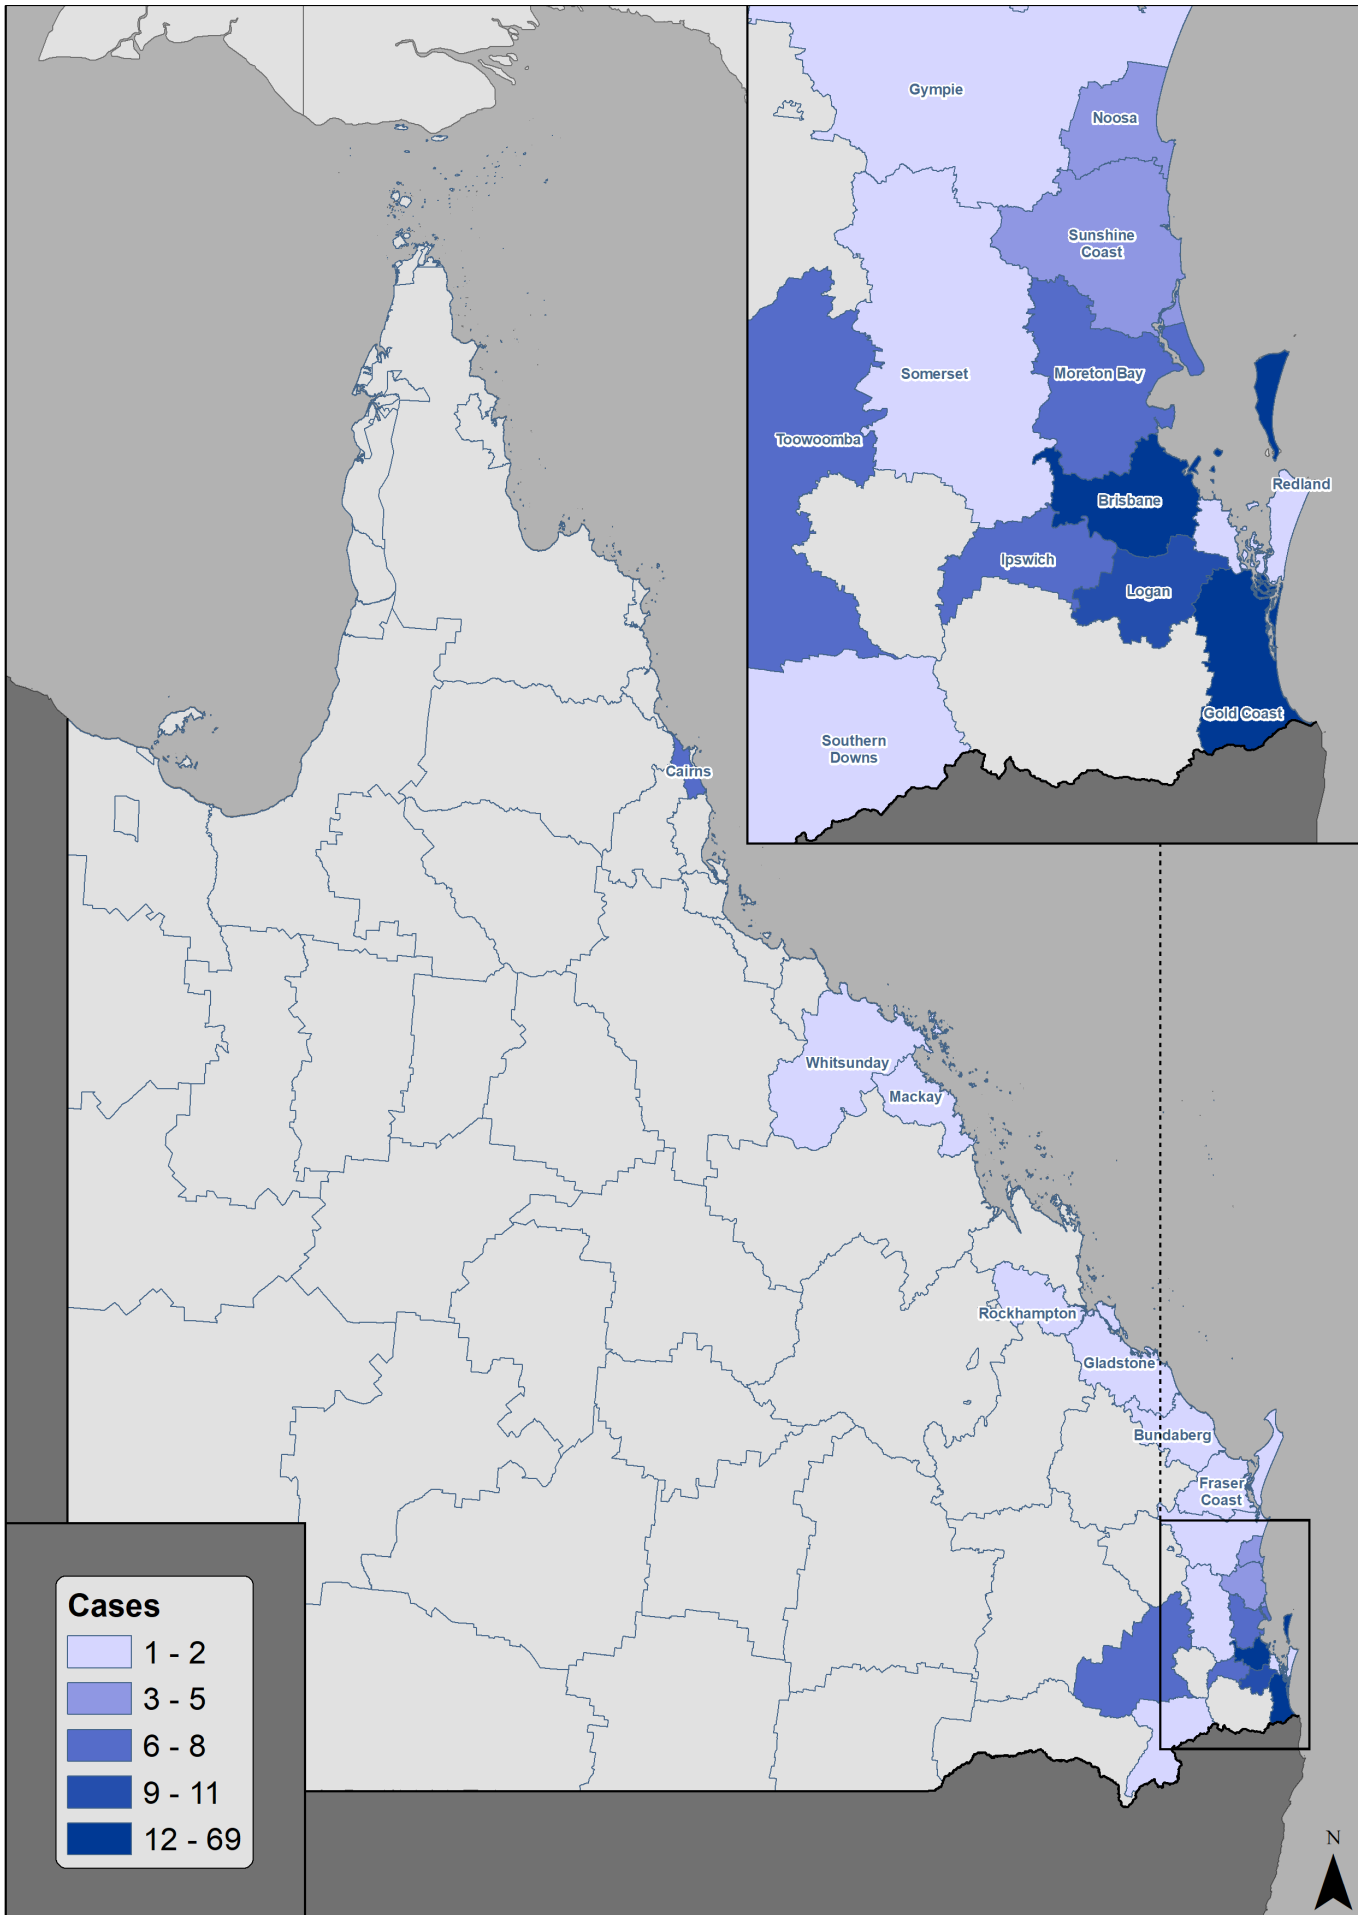 Gympie
Noosa
Sunshine
Coast
Somerset
Moreton Bay
Toowoomba
Redland
Brisbane
Ipswich
Logan
Gold Coast
Southern
Downs
Cairns
Whitsunday
Mackay
Rockhampton
Gladstone
Bundaberg
Fraser
Coast
Cases
1 - 2
3 - 5
6 - 8
9 - 11
12 - 69
N